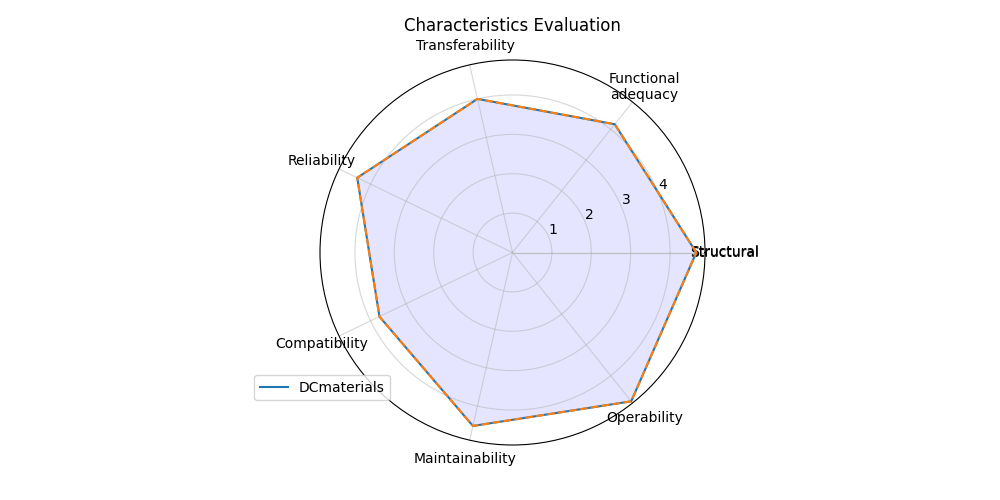 Characteristics Evaluation
Transferability
Functional
adequacy
Reliability
4
3
2
1
Structural
Compatibility
DCmaterials
Operability
Maintainability